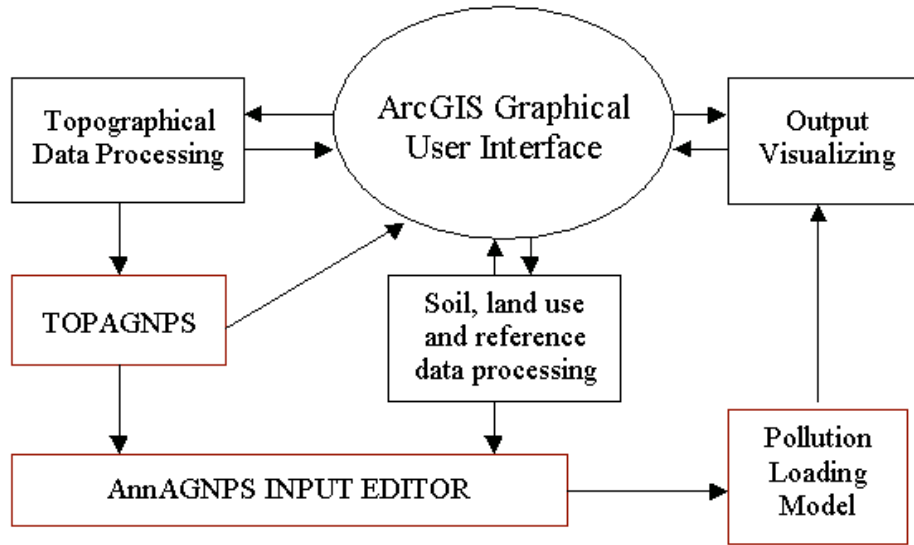 Topographical
Data Processing
ArcGIS Graphical
User Interface
Output
Visualizing
TOPAGNPS
Soil, land use
and reference
data processing
AnnAGNPS INPUT EDITOR
Pollution
Loading
Model